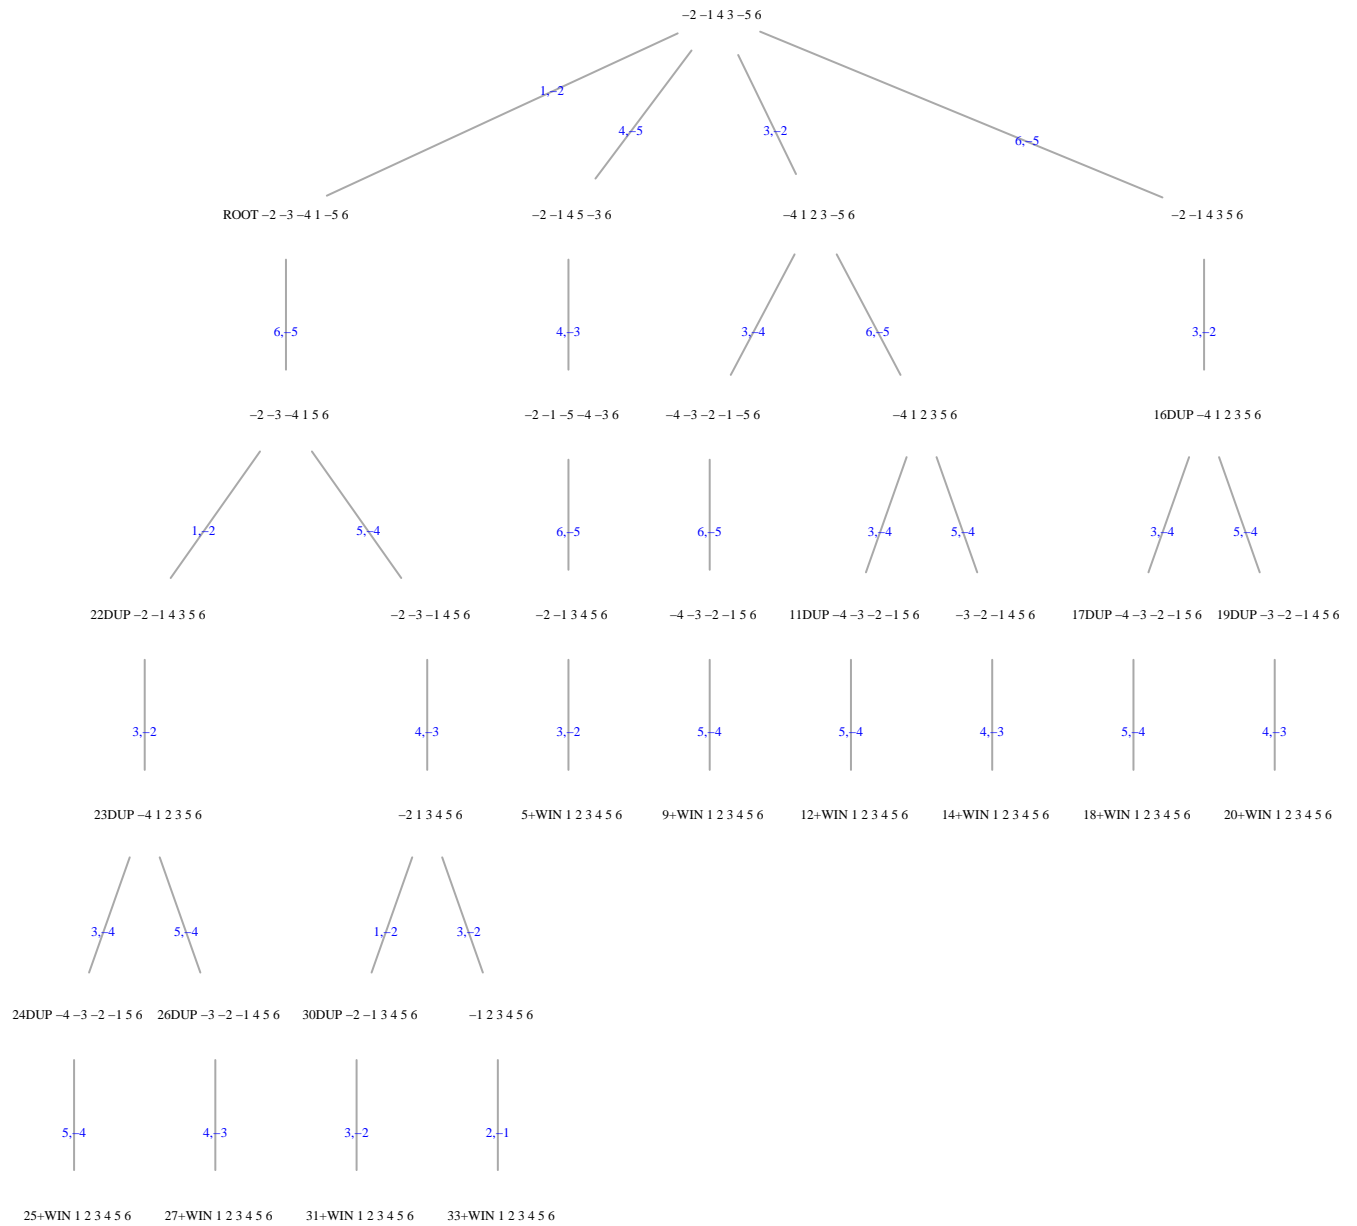 −2 −1 4 3 −5 6
1,−2
4,−5 3,−2
6,−5
ROOT −2 −3 −4 1 −5 6 −2 −1 4 5 −3 6 −4 1 2 3 −5 6 −2 −1 4 3 5 6
6,−5 4,−3 3,−4 6,−5 3,−2
−2 −3 −4 1 5 6 −2 −1 −5 −4 −3 6 −4 −3 −2 −1 −5 6 −4 1 2 3 5 6 16DUP −4 1 2 3 5 6
1,−2 5,−4 6,−5 6,−5 3,−4 5,−4 3,−4 5,−4
22DUP −2 −1 4 3 5 6 −2 −3 −1 4 5 6 −2 −1 3 4 5 6 −4 −3 −2 −1 5 6 11DUP −4 −3 −2 −1 5 6 −3 −2 −1 4 5 6 17DUP −4 −3 −2 −1 5 6 19DUP −3 −2 −1 4 5 6
3,−2 4,−3 3,−2 5,−4 5,−4 4,−3 5,−4 4,−3
23DUP −4 1 2 3 5 6 −2 1 3 4 5 6 5+WIN 1 2 3 4 5 6 9+WIN 1 2 3 4 5 6 12+WIN 1 2 3 4 5 6 14+WIN 1 2 3 4 5 6 18+WIN 1 2 3 4 5 6 20+WIN 1 2 3 4 5 6
3,−4 5,−4 1,−2 3,−2
24DUP −4 −3 −2 −1 5 6 26DUP −3 −2 −1 4 5 6 30DUP −2 −1 3 4 5 6 −1 2 3 4 5 6
5,−4 4,−3 3,−2 2,−1
25+WIN 1 2 3 4 5 6 27+WIN 1 2 3 4 5 6 31+WIN 1 2 3 4 5 6 33+WIN 1 2 3 4 5 6